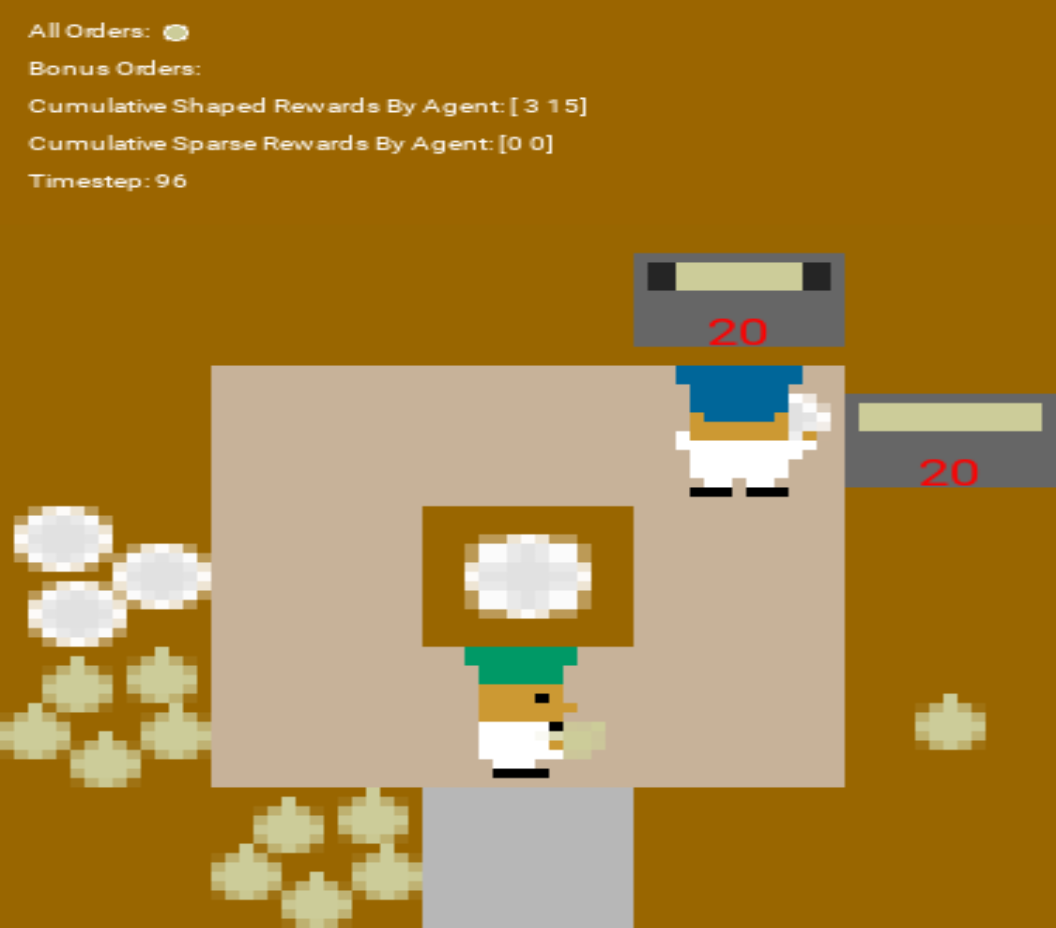 All Orders:
Bonus Orders:
Cumulative Shaped Rewards By Agent: [ 3 15]
Cumulative Sparse Rewards By Agent: [0 0]
Timestep: 96
20
20